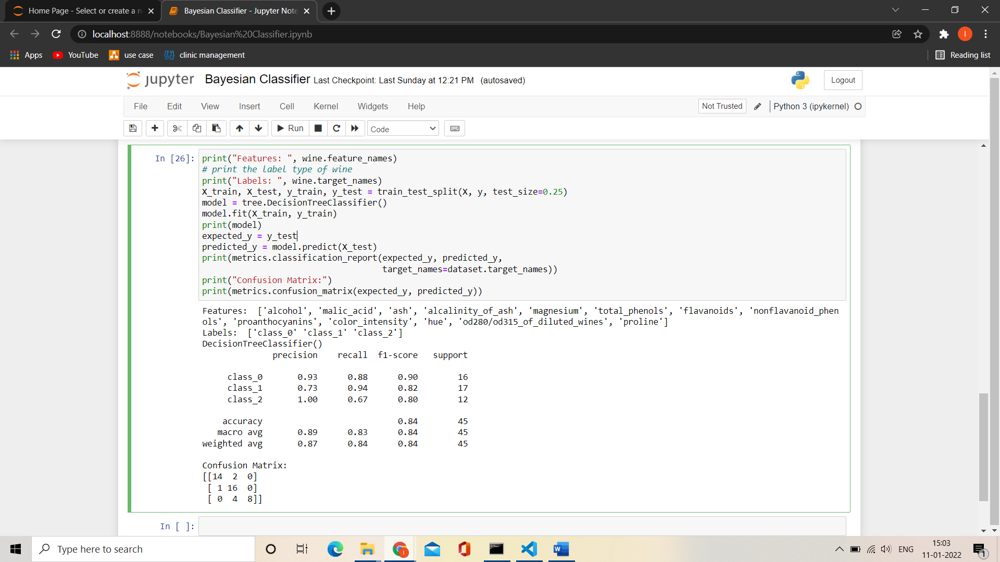 Home Page - Select or create a n
Bayesian Classifier - Jupyter Note
localhost:8888/notebooks/Bayesian%20Classifier.ipynb
I
Apps YouTube use case clinic management Reading list
jupyter Bayesian Classifier Last Checkpoint: Last Sunday at 12:21 PM (autosaved) Logout
File Edit View Insert Cell Kernel Widgets Help Not Trusted Python 3 (ipykernel)
Run Code
In [26]: print("Features: ", wine.feature_names)
# print the label type of wine
print("Labels: ", wine.target_names)
X_train, X_test, y_train, y_test = train_test_split(X, y, test_size=0.25)
model = tree.DecisionTreeClassifier()
model.fit(X_train, y_train)
print(model)
expected_y = y_test
predicted_y = model.predict(X_test)
print(metrics.classification_report(expected_y, predicted_y,
target_names=dataset.target_names))
print("Confusion Matrix:")
print(metrics.confusion_matrix(expected_y, predicted_y))
Features:  ['alcohol', 'malic_acid', 'ash', 'alcalinity_of_ash', 'magnesium', 'total_phenols', 'flavanoids', 'nonflavanoid_phen
ols', 'proanthocyanins', 'color_intensity', 'hue', 'od280/od315_of_diluted_wines', 'proline']
Labels:  ['class_0' 'class_1' 'class_2']
DecisionTreeClassifier()
precision    recall  f1-score   support
class_0       0.93      0.88      0.90        16
class_1       0.73      0.94      0.82        17
class_2       1.00      0.67      0.80        12
accuracy                           0.84        45
macro avg       0.89      0.83      0.84        45
weighted avg       0.87      0.84      0.84        45
Confusion Matrix:
[[14  2  0]
[ 1 16  0]
[ 0  4  8]]
In [ ]:
Type here to search
ENG
15:03
11-01-2022
1